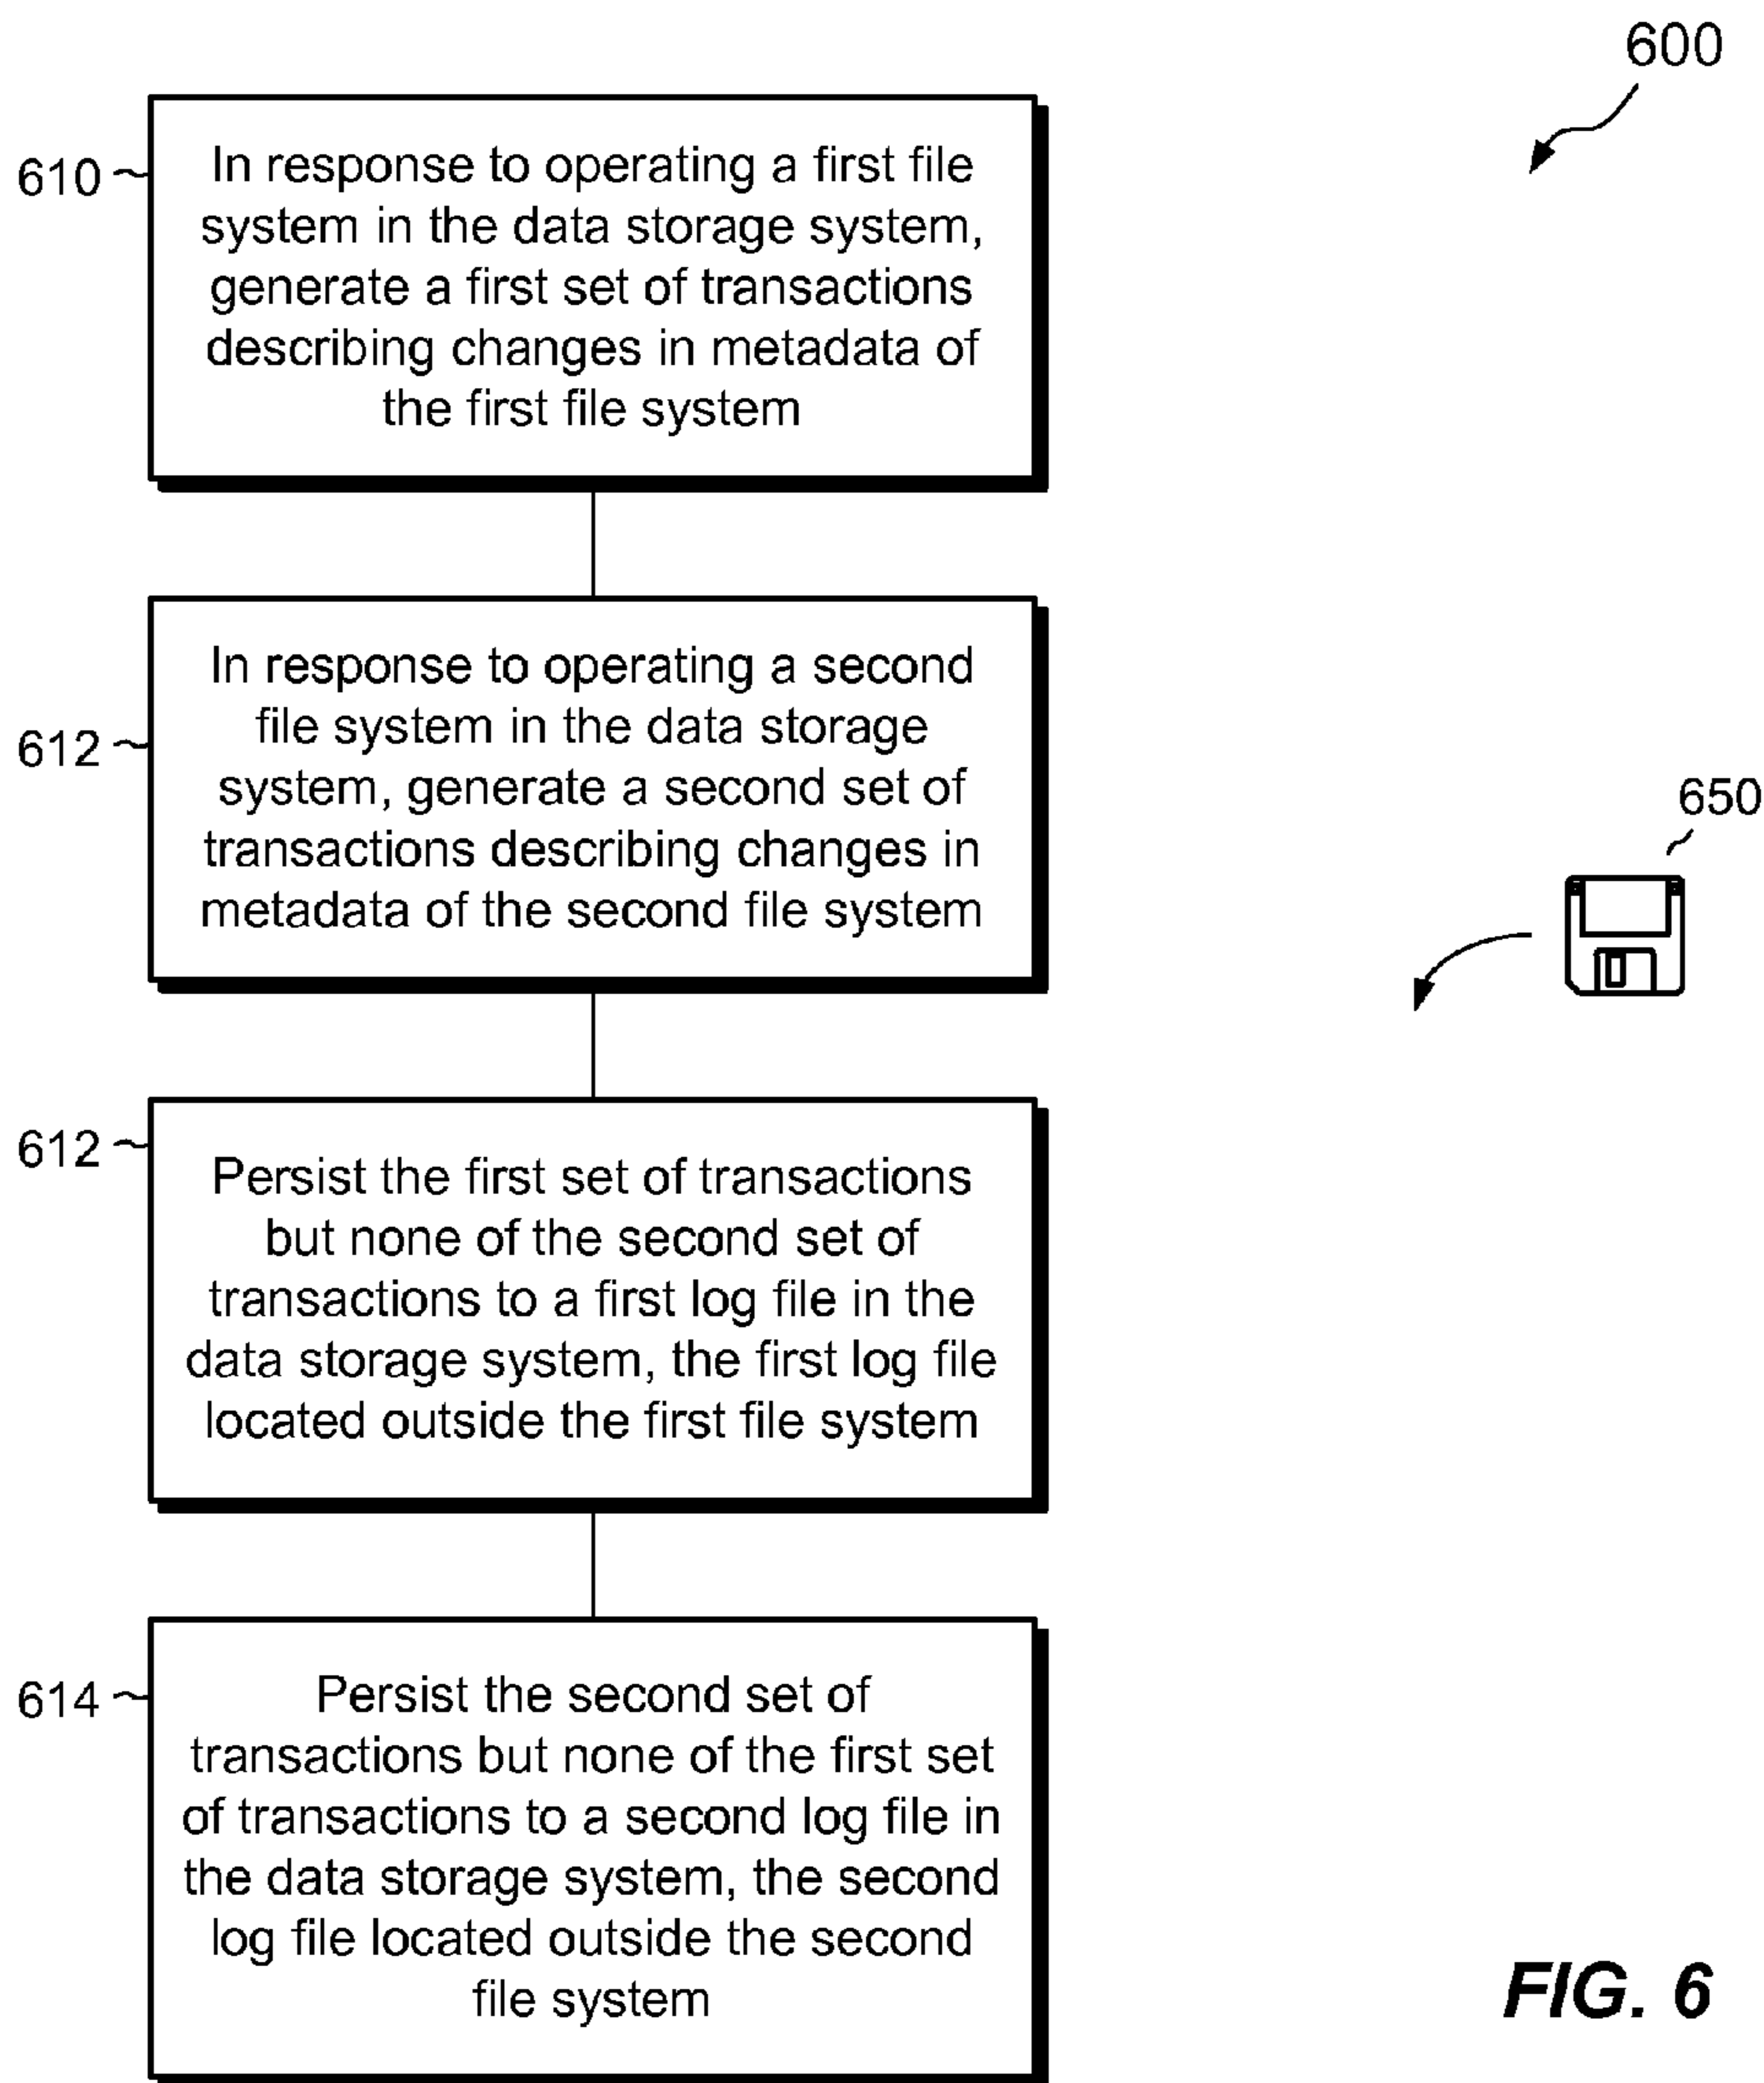 600
610
In response to operating a first file
system in the data storage system,
generate a first set of transactions
describing changes in metadata of
the first file system
612
In response to operating a second
file system in the data storage
system, generate a second set of
transactions describing changes in
metadata of the second file system
650
612
Persist the first set of transactions
but none of the second set of
transactions to a first log file in the
data storage system, the first log file
located outside the first file system
614
Persist the second set of
transactions but none of the first set
of transactions to a second log file in
the data storage system, the second
log file located outside the second
file system
FIG. 6